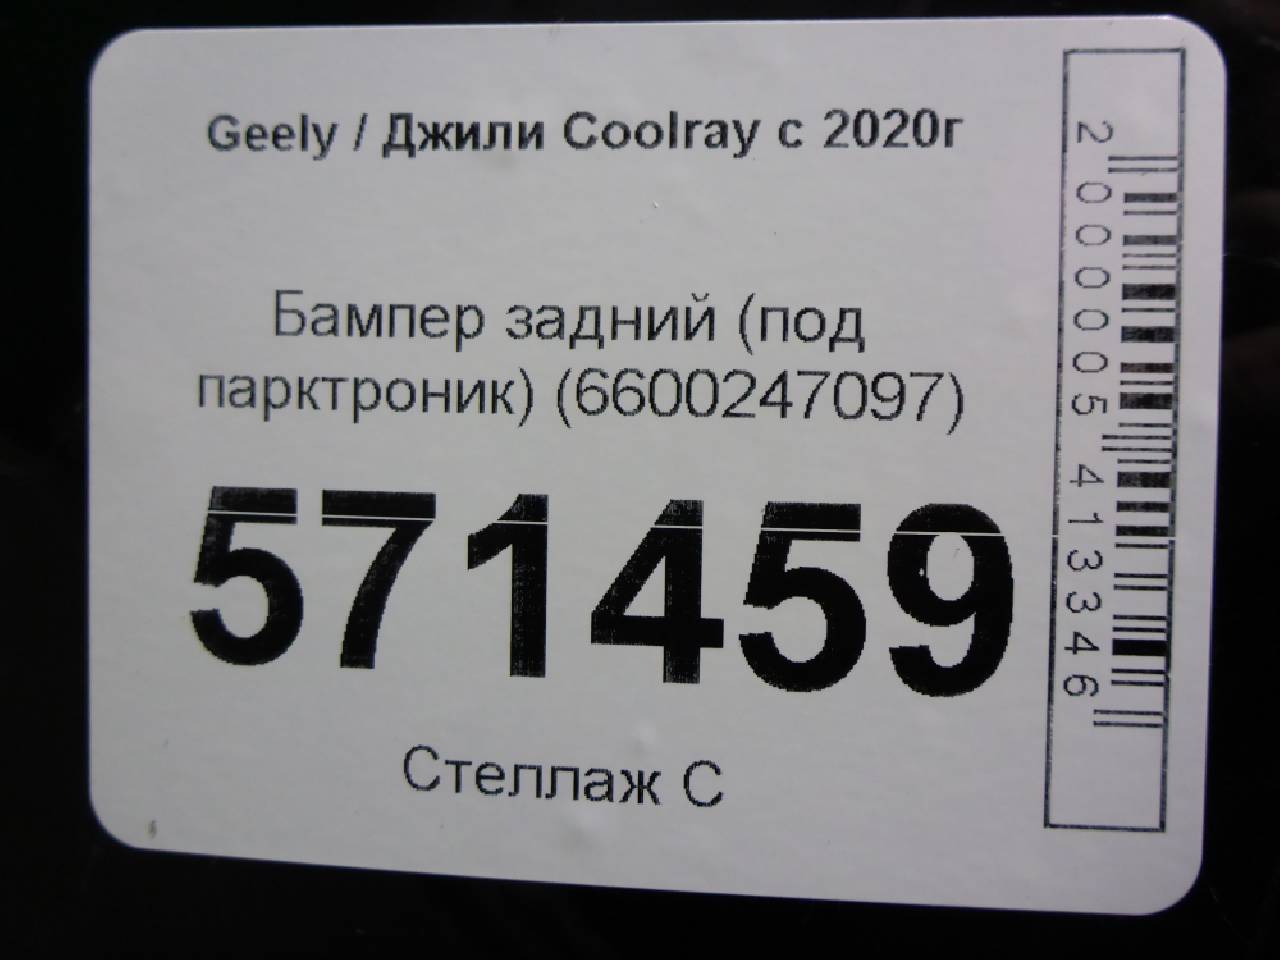 Geely / Джили Coolray с 2020г
Бампер задний (под
парктроник) (6600247097)
571459
Стеллаж С
2000005413346